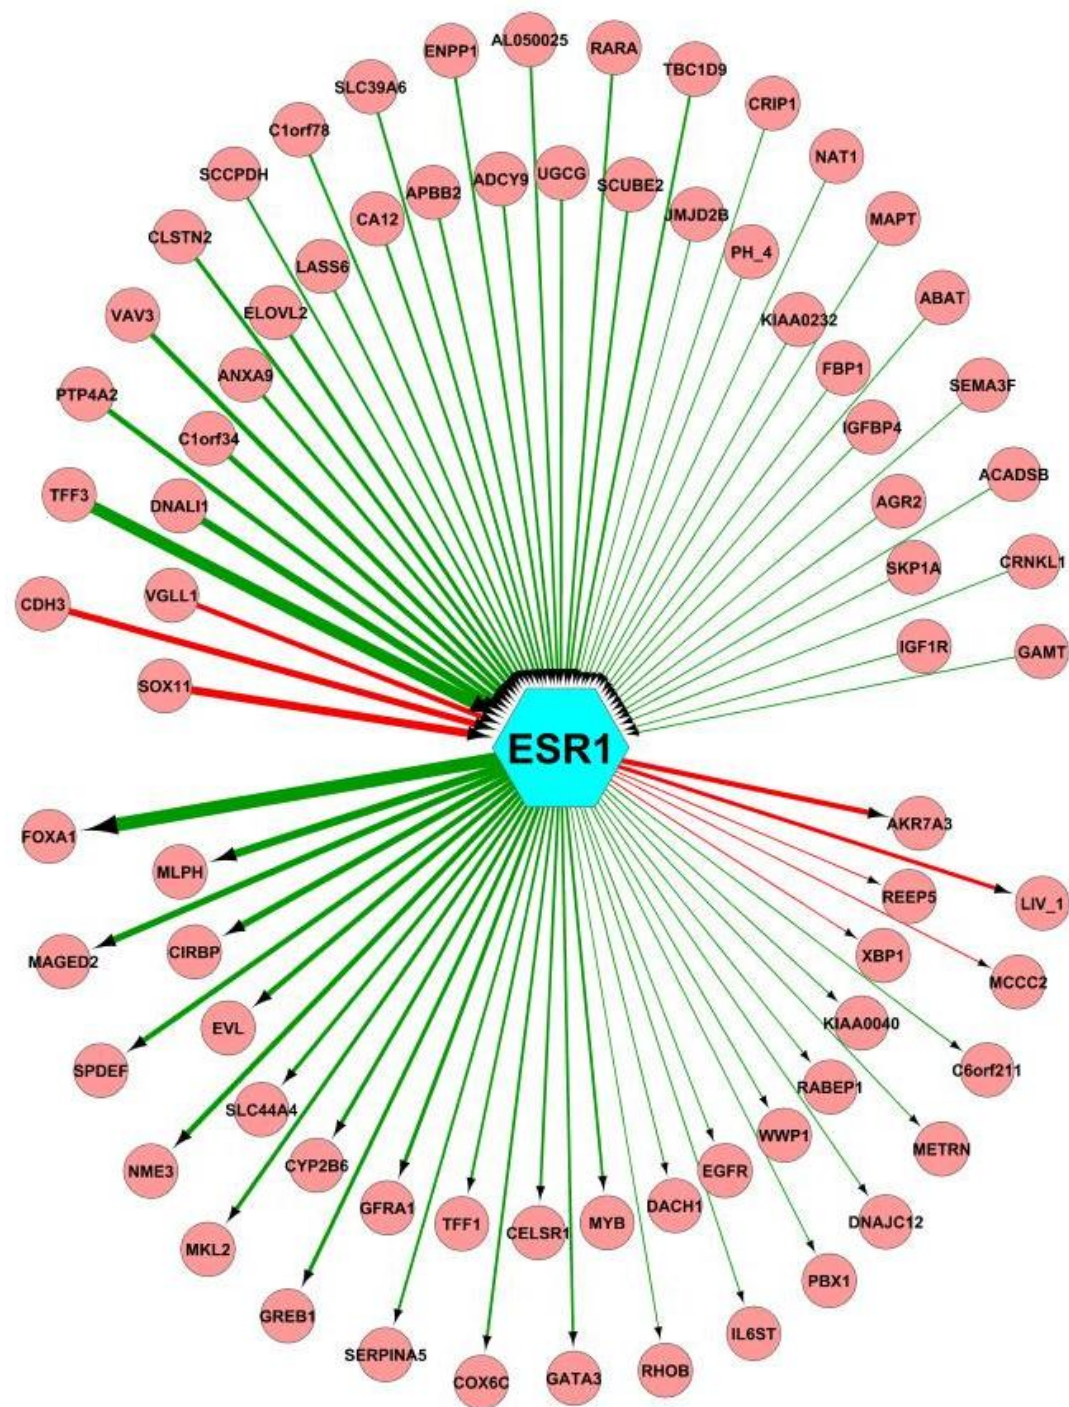 AL050025
RARA
ENPP1
TBC1D9
SLC39A6
CRIP1
C1orf78
NAT1
SCCPDH
UGCG
ADCY9
SCUBE2
APBB2
JMJD2B
CA12
MAPT
CLSTN2
PH_4
LASS6
ABAT
VAV3
ELOVL2
KIAA0232
ANXA9
FBP1
SEMA3F
PTP4A2
C1orf34
IGFBP4
TFF3
ACADSB
DNALI1
AGR2
CRNKL1
SKP1A
CDH3
VGLL1
IGF1R
GAMT
SOX11
ESR1
AKR7A3
FOXA1
MLPH
REEP5
LIV_1
CIRBP
XBP1
MAGED2
MCCC2
EVL
KIAA0040
SPDEF
C6orf211
RABEP1
SLC44A4
WWP1
METRN
CYP2B6
NME3
EGFR
DACH1
GFRA1
TFF1
CELSR1
MYB
DNAJC12
MKL2
PBX1
GREB1
IL6ST
SERPINA5
RHOB
COX6C
GATA3